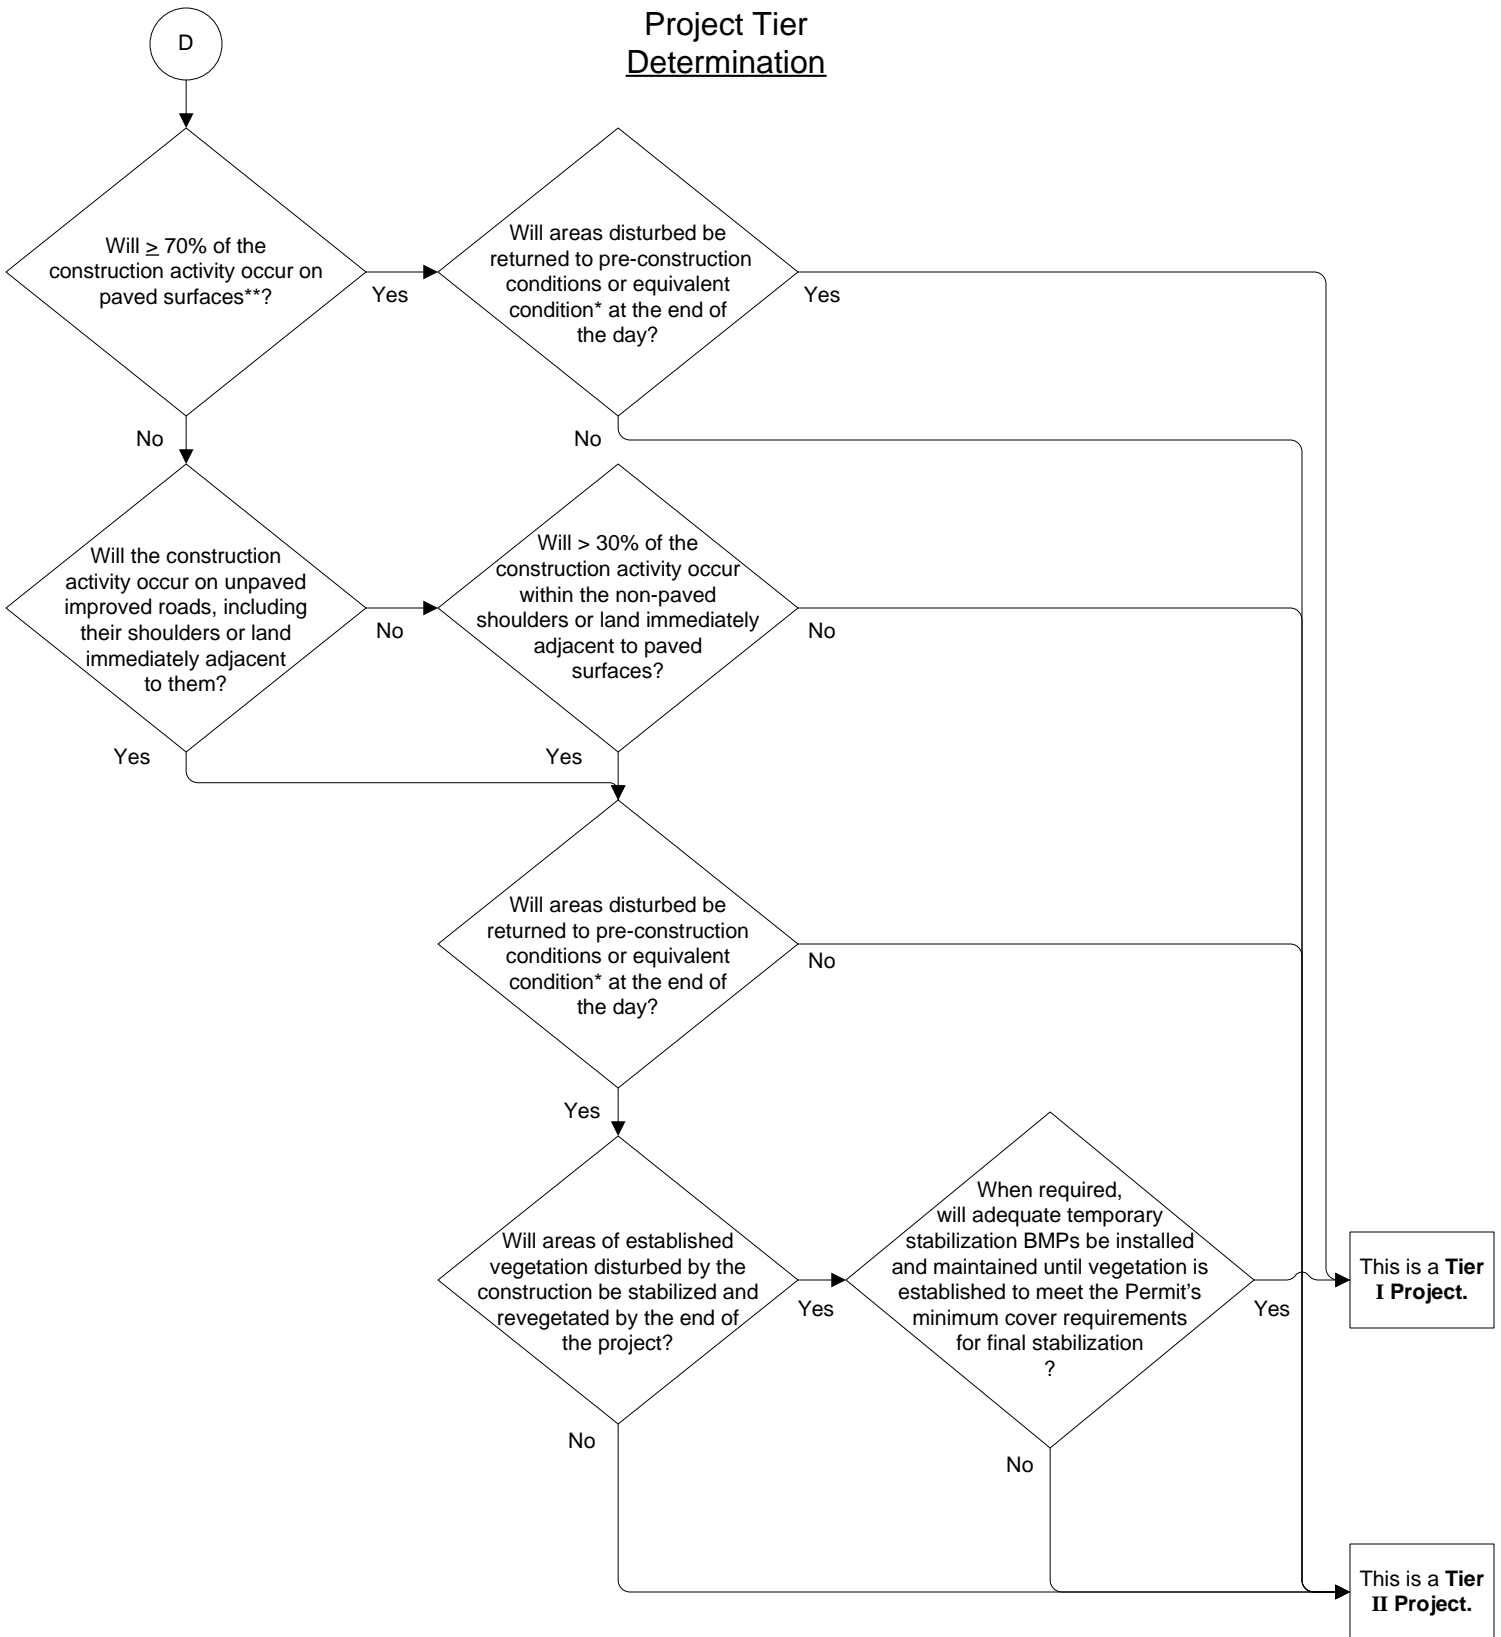 Project Tier
Determination
D
Will ≥ 70% of the
construction activity occur on
paved surfaces**?
Yes
No
Will areas disturbed be
returned to pre-construction
conditions or equivalent
condition* at the end of
the day?
Yes
No
Will the construction
activity occur on unpaved
improved roads, including
their shoulders or land
immediately adjacent
to them?
No
Yes
Will > 30% of the
construction activity occur
within the non-paved
shoulders or land immediately
adjacent to paved
surfaces?
No
Yes
Will areas disturbed be
returned to pre-construction
conditions or equivalent
condition* at the end of
the day?
No
Yes
Will areas of established
vegetation disturbed by the
construction be stabilized and
revegetated by the end of
the project?
Yes
No
When required,
will adequate temporary
stabilization BMPs be installed
and maintained until vegetation is
established to meet the Permit’s
minimum cover requirements
for final stabilization
?
Yes
No
This is a Tier
I Project.
This is a Tier
II Project.